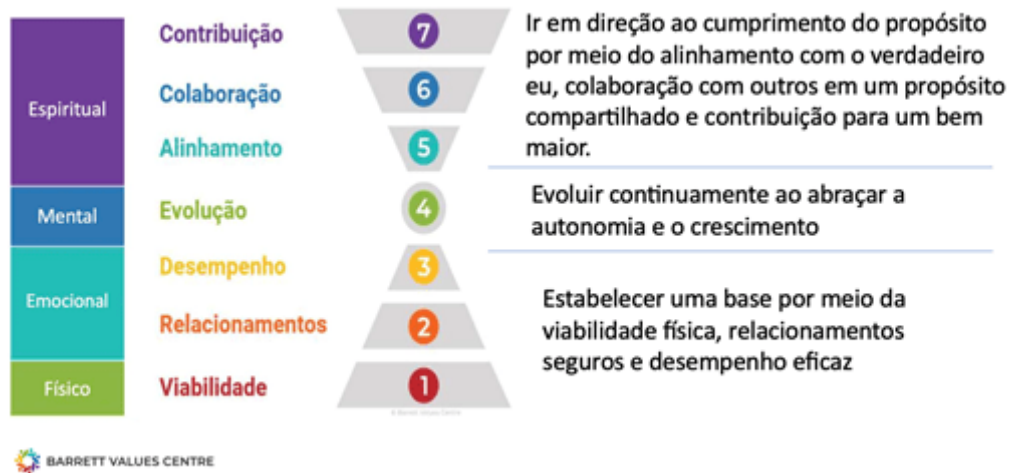 Espiritual
Mental
Emocional
Físico
Contribuição
7
Colaboração
6
Alinhamento
5
Evolução
4
Desempenho
3
Relacionamentos
2
Viabilidade
1
© Barrett Values Centre
Ir em direção ao cumprimento do propósito
por meio do alinhamento com o verdadeiro
eu, colaboração com outros em um propósito
compartilhado e contribuição para um bem
maior.
Evoluir continuamente ao abraçar a
autonomia e o crescimento
Estabelecer uma base por meio da
viabilidade física, relacionamentos
seguros e desempenho eficaz
BARRETT VALUES CENTRE